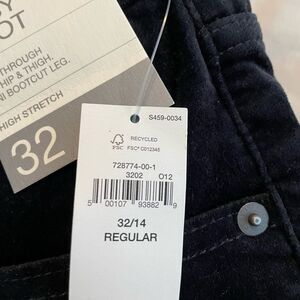 OT
THROUGH
HIP & THIGH.
NI BOOTCUT LEG.
HIGH STRETCH
32
S459-0034
FSC
RECYCLED
FSC® C012345
728774-00-1
3202 O12
5 00107 93882 9
32/14
REGULAR